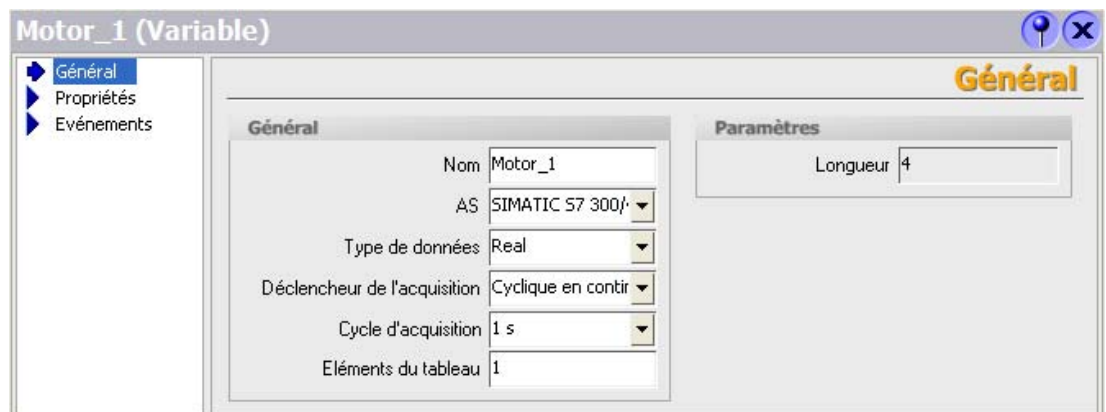 Motor_1 (Variable)
Général
Propriétés
Evénements
Général
Général
Nom Motor_1
AS SIMATIC S7 300/
Type de données Real
Déclencheur de l'acquisition Cyclique en contin
Cycle d'acquisition 1 s
Eléments du tableau 1
Paramètres
Longueur 4